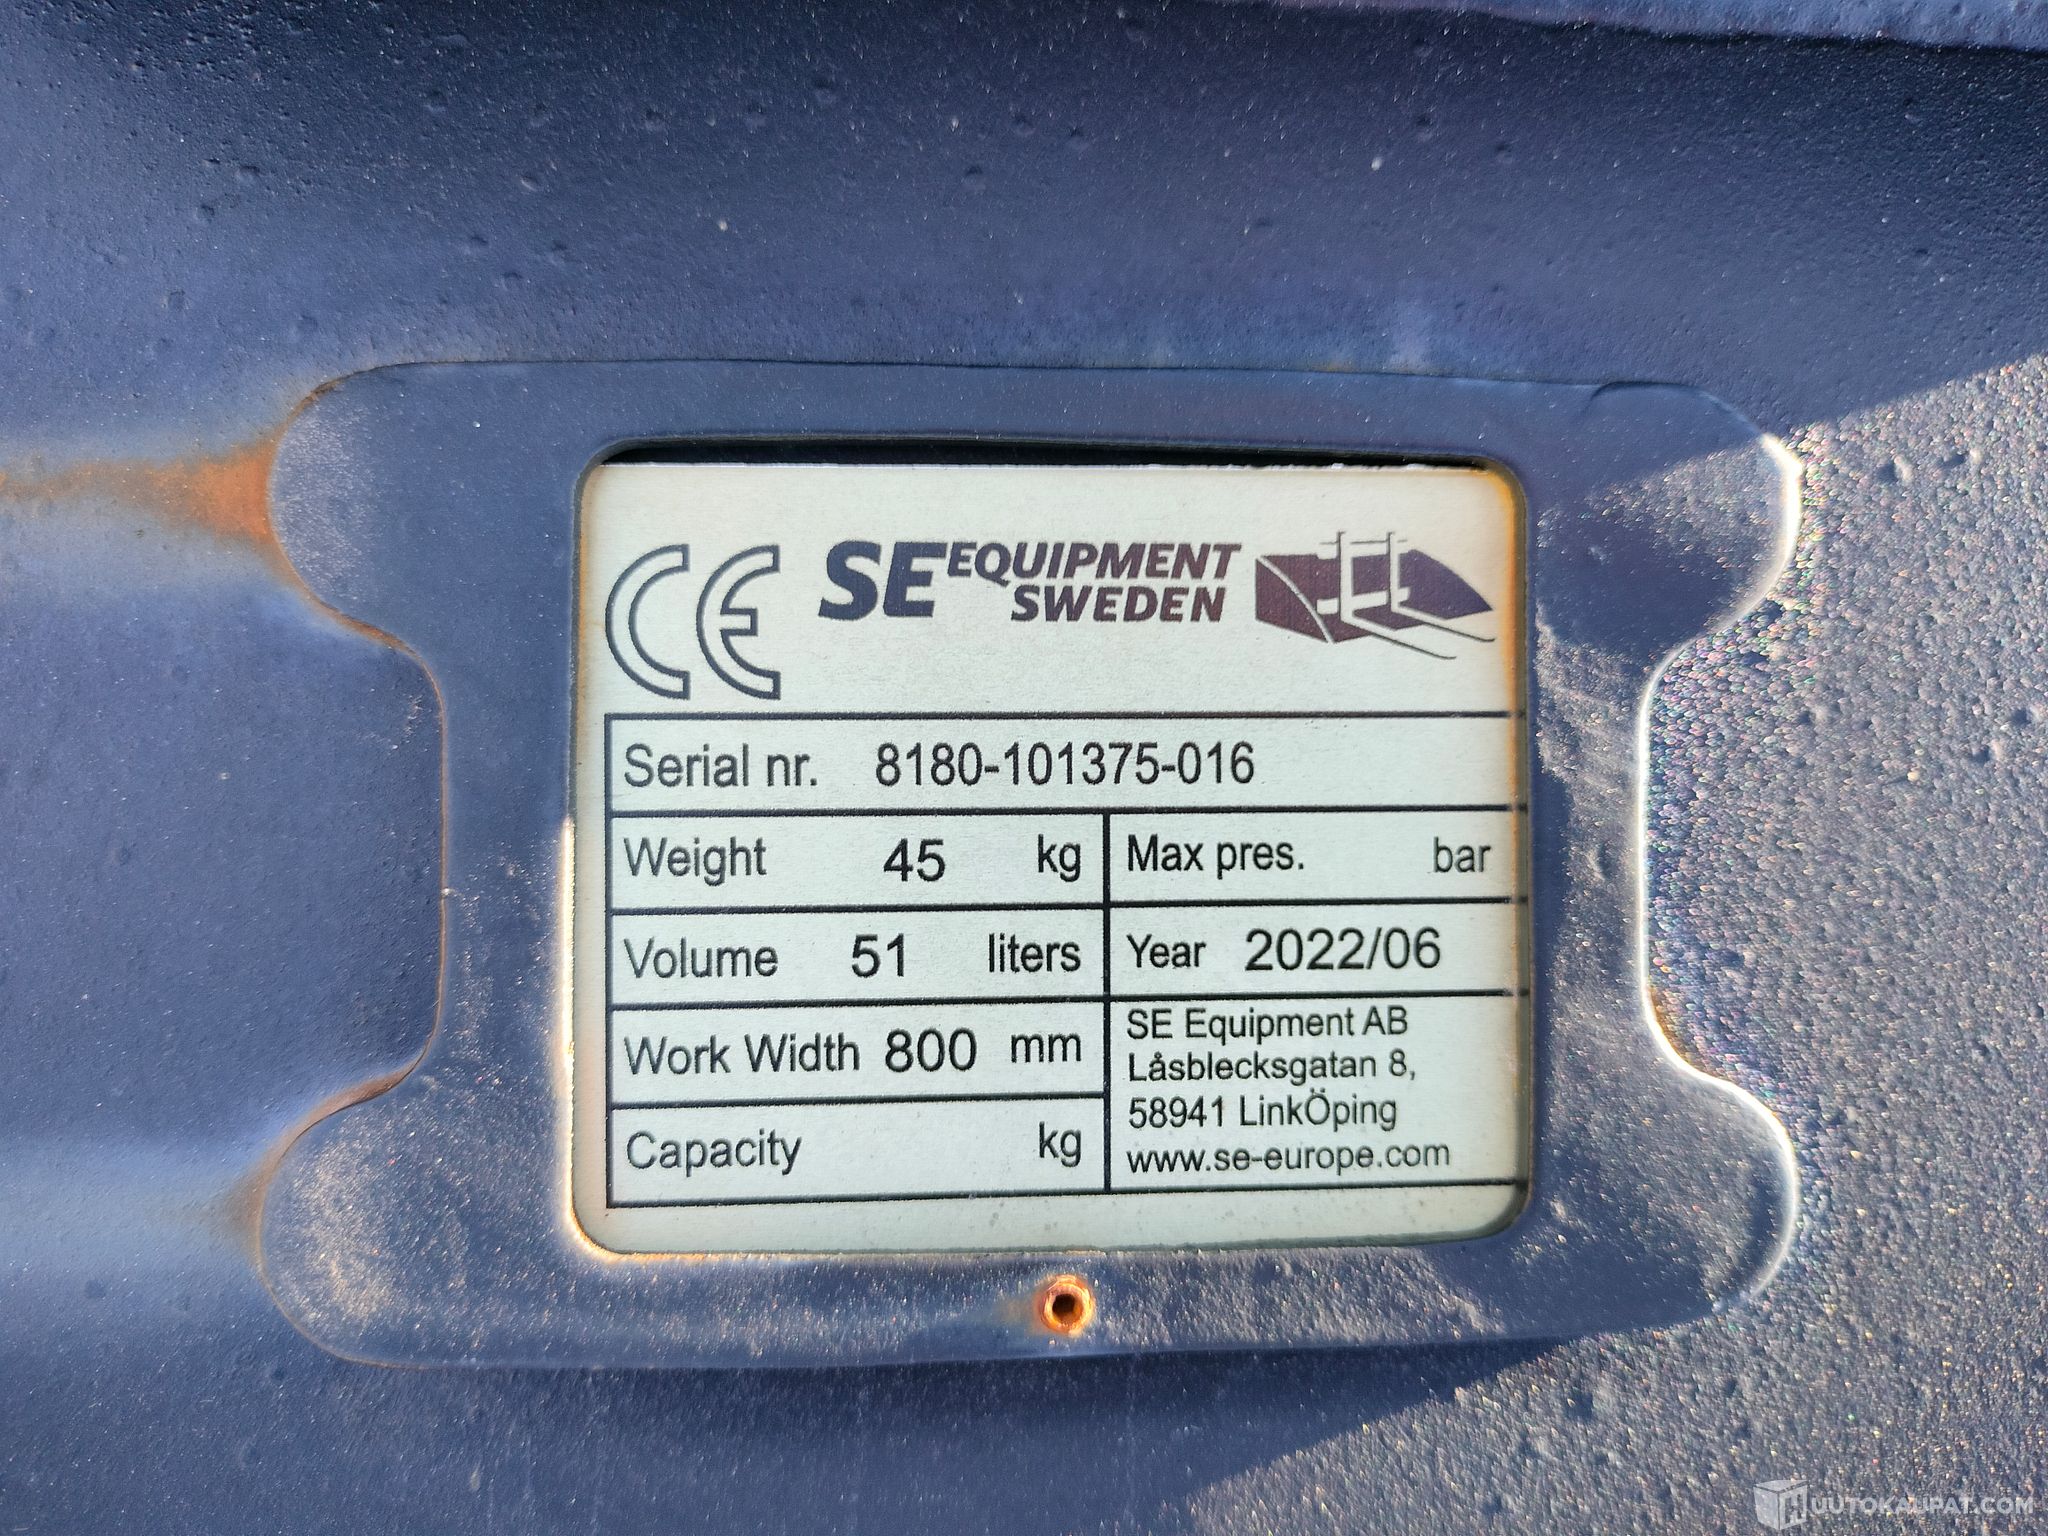 CE SE EQUIPMENT
SWEDEN
Serial nr. 8180-101375-016
Weight 45 kg Max pres. bar
Volume 51 liters Year 2022/06
Work Width 800 mm
Capacity kg
SE Equipment AB
Låsblecksgatan 8,
58941 LinkÖping
www.se-europe.com
HUUTOKAUPAT.COM